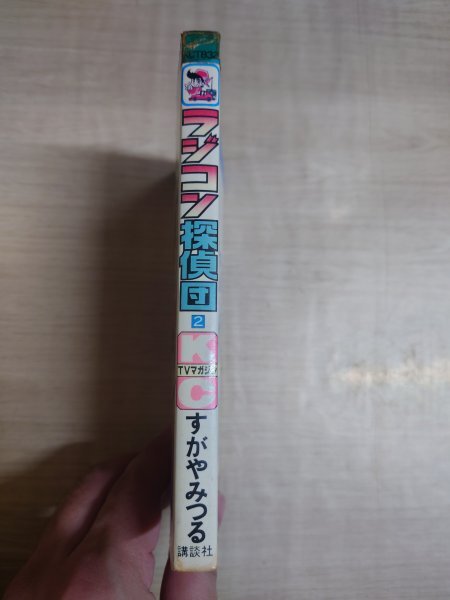 ラジコン探偵団
2
KC
TVマガジン
すがやみつる
講談社